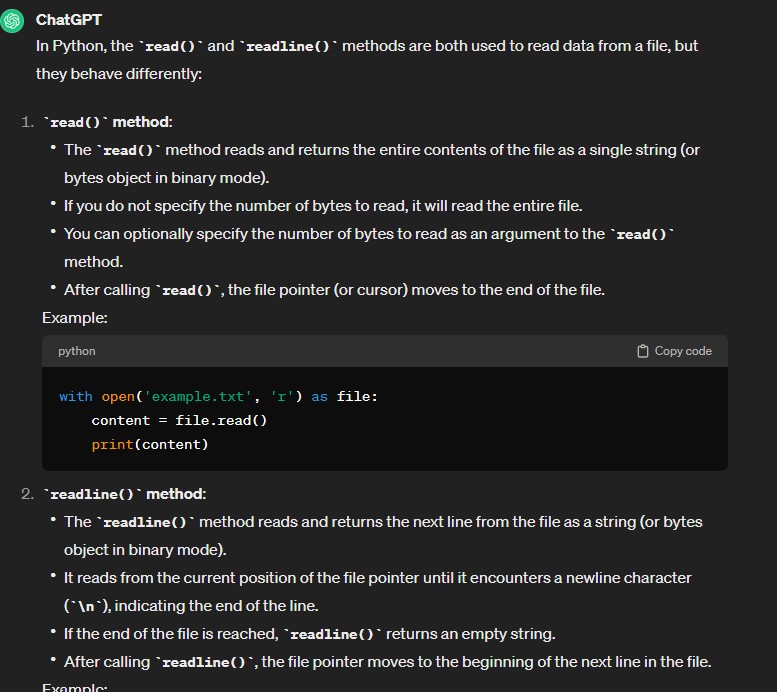 ChatGPT
In Python, the `read()` and `readline()` methods are both used to read data from a file, but
they behave differently:
1. `read()` method:
• The `read()` method reads and returns the entire contents of the file as a single string (or
bytes object in binary mode).
• If you do not specify the number of bytes to read, it will read the entire file.
• You can optionally specify the number of bytes to read as an argument to the `read()`
method.
• After calling `read()`, the file pointer (or cursor) moves to the end of the file.
Example:
python Copy code
with open('example.txt', 'r') as file:
    content = file.read()
    print(content)
2. `readline()` method:
• The `readline()` method reads and returns the next line from the file as a string (or bytes
object in binary mode).
• It reads from the current position of the file pointer until it encounters a newline character
(`\n`), indicating the end of the line.
• If the end of the file is reached, `readline()` returns an empty string.
• After calling `readline()`, the file pointer moves to the beginning of the next line in the file.
Example: